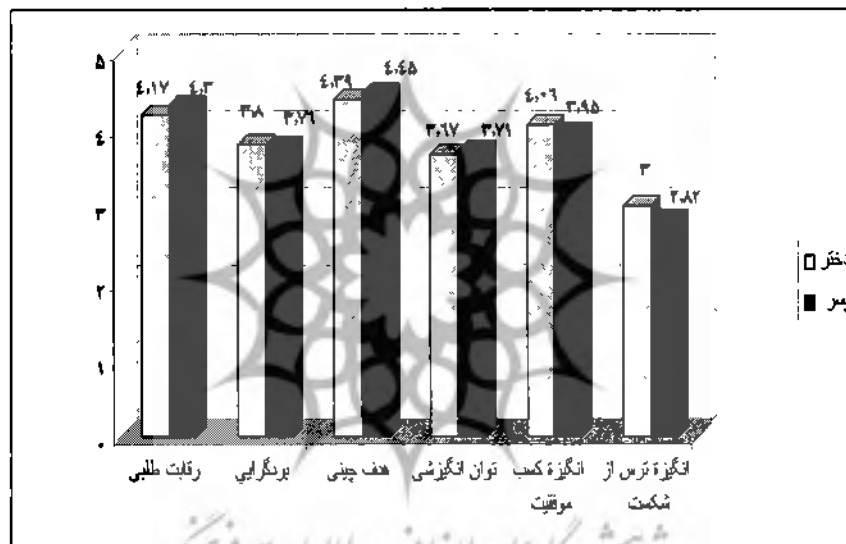 ۵
۴
۳
۲
۱
۰
۴،۱۷ ۴،۳
۳،۸ ۳،۷۶
۴،۳۹ ۴،۴۵
۳،۶۷ ۳،۷۹
۴،۰۶ ۳،۹۵
۳ ۲،۸۲
رقابت طلبی
بردگرایی
هدف چینی
توان انگیزشی
انگیزهٔ کسب
موفقیت
انگیزهٔ ترس از
شکست
دختر
پسر